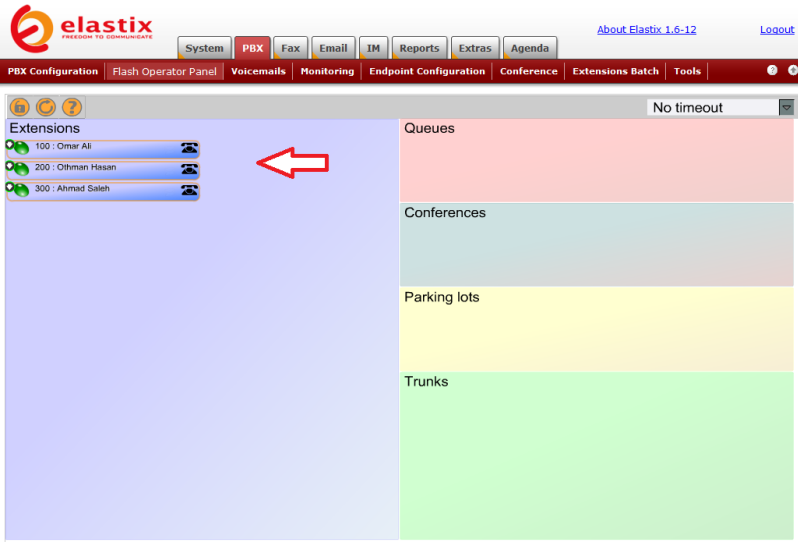 elastix
FREEDOM TO COMMUNICATE
About Elastix 1.6-12
Logout
System PBX Fax Email IM Reports Extras Agenda
PBX Configuration Flash Operator Panel Voicemails Monitoring Endpoint Configuration Conference Extensions Batch Tools
No timeout
Extensions
100 : Omar Ali
200 : Othman Hasan
300 : Ahmad Saleh
Queues
Conferences
Parking lots
Trunks